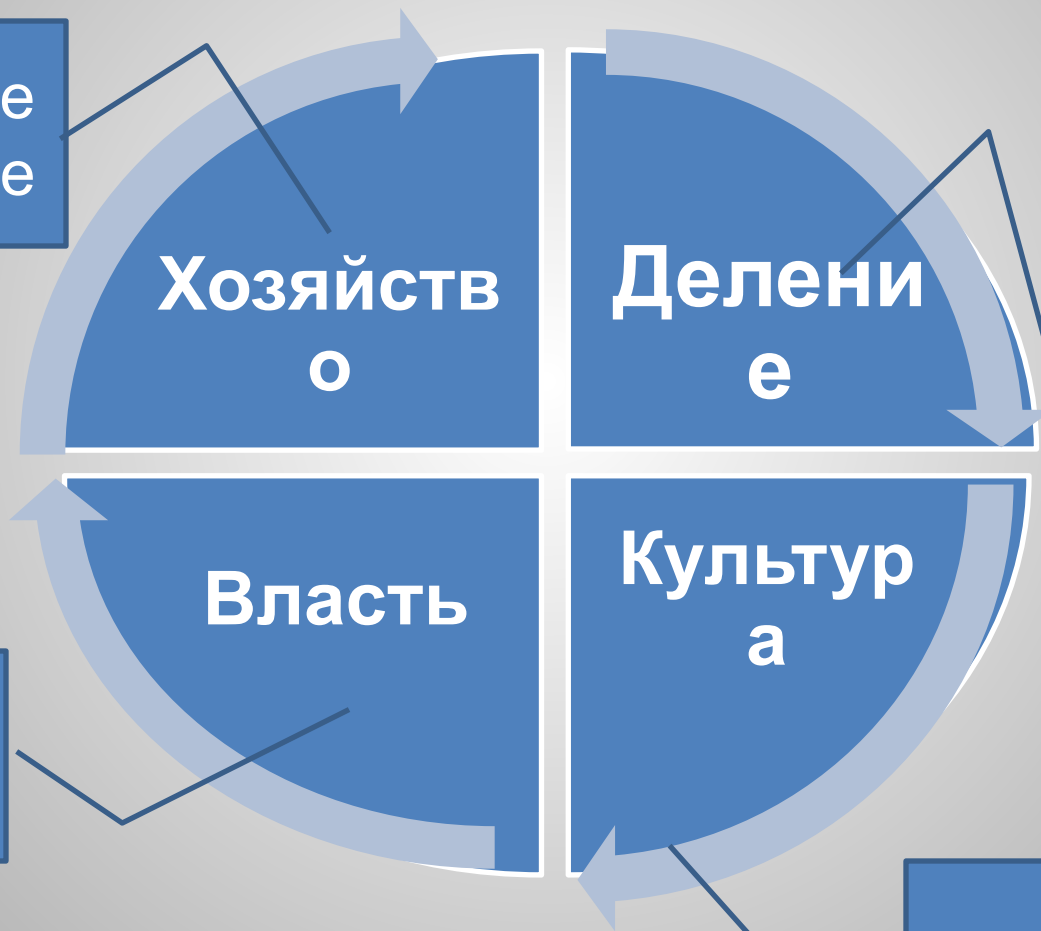 е
е
Хозяйств
о
Делени
е
Власть
Культур
а